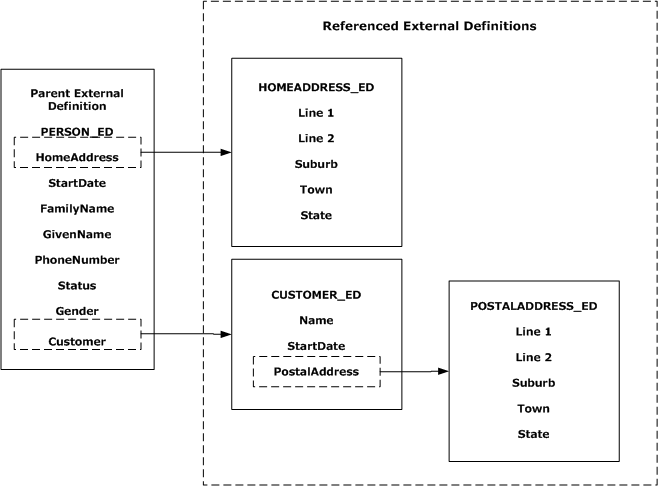 Referenced External Definitions
Parent External
Definition
PERSON_ED
HomeAddress
StartDate
FamilyName
GivenName
PhoneNumber
Status
Gender
Customer
HOMEADDRESS_ED
Line 1
Line 2
Suburb
Town
State
CUSTOMER_ED
Name
StartDate
PostalAddress
POSTALADDRESS_ED
Line 1
Line 2
Suburb
Town
State